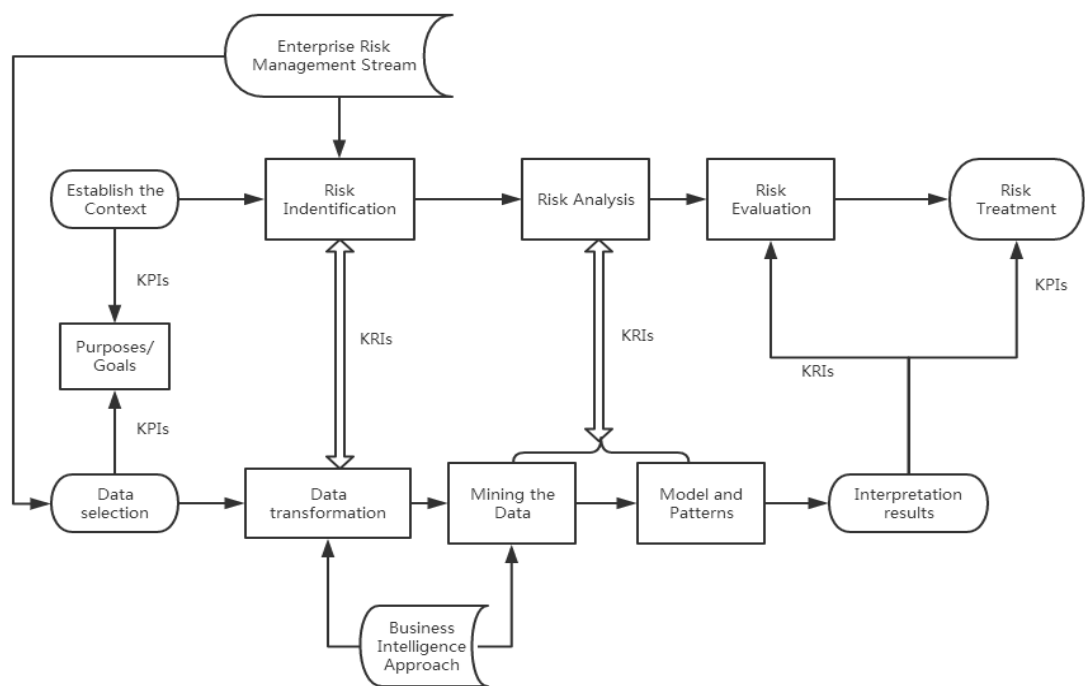 Enterprise Risk
Management Stream
Establish the
Context
Risk
Indentification
Risk Analysis
Risk
Evaluation
Risk
Treatment
KPIs
KPIs
Purposes/
Goals
KRIs
KRIs
KRIs
KPIs
Data
selection
Data
transformation
Mining the
Data
Model and
Patterns
Interpretation
results
Business
Intelligence
Approach